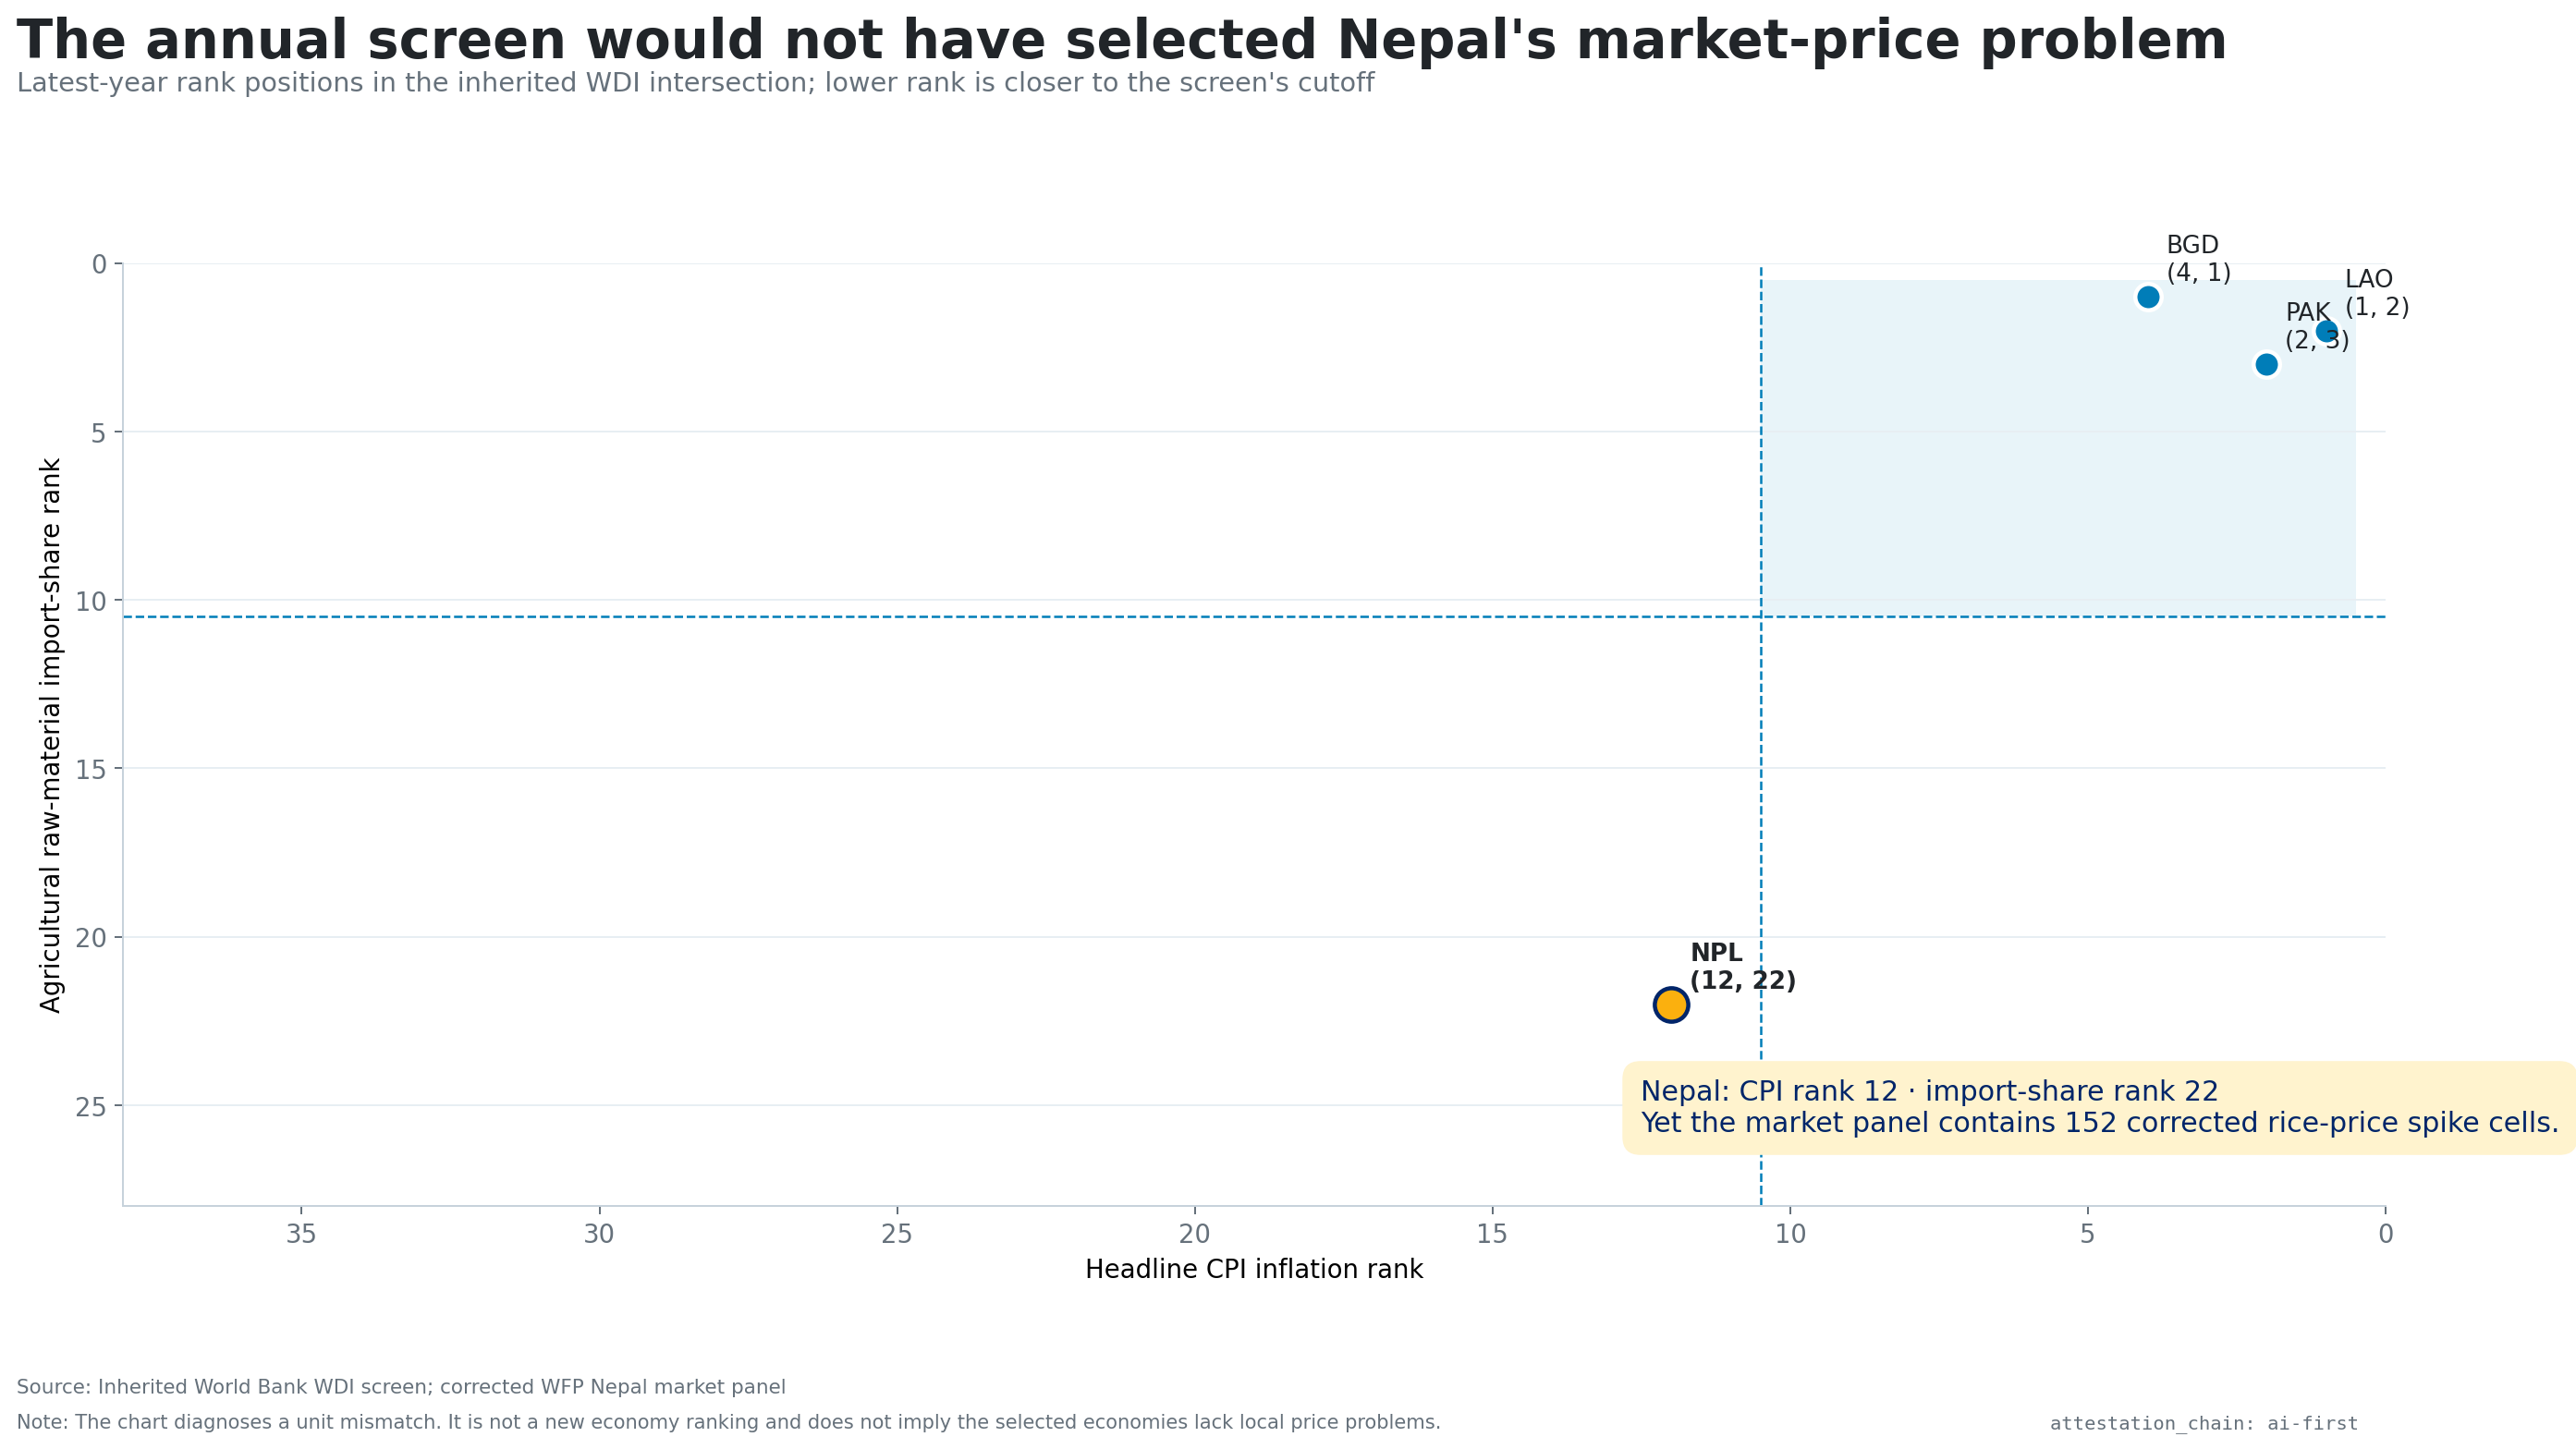 The annual screen would not have selected Nepal's market-price problem
Latest-year rank positions in the inherited WDI intersection; lower rank is closer to the screen's cutoff
BGD
(4, 1)
LAO
(1, 2)
PAK
(2, 3)
0
5
10
15
20
25
Agricultural raw-material import-share rank
NPL
(12, 22)
Nepal: CPI rank 12 · import-share rank 22
Yet the market panel contains 152 corrected rice-price spike cells.
35
30
25
20
15
10
5
0
Headline CPI inflation rank
Source: Inherited World Bank WDI screen; corrected WFP Nepal market panel
Note: The chart diagnoses a unit mismatch. It is not a new economy ranking and does not imply the selected economies lack local price problems.
attestation_chain: ai-first